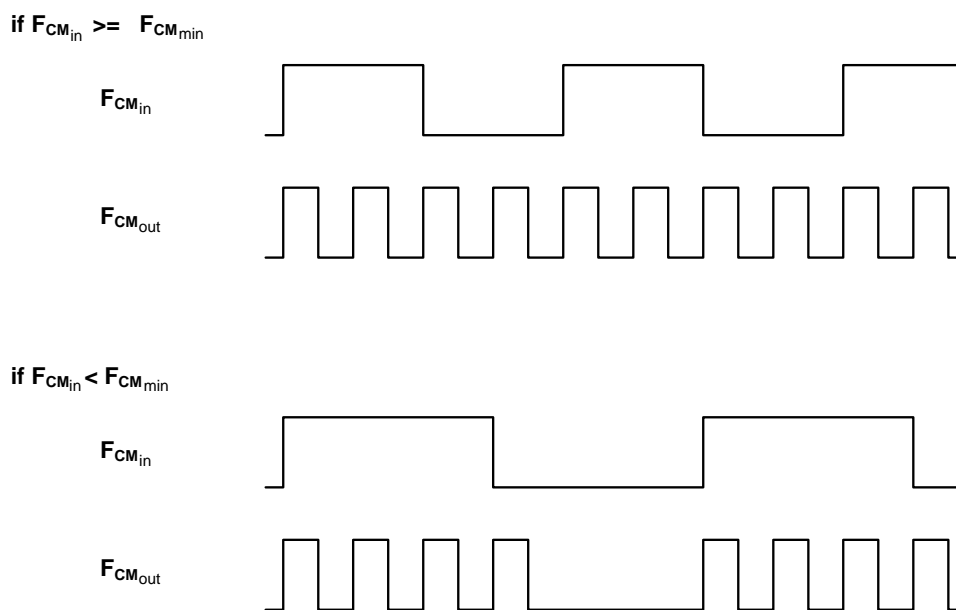 if FCMin >= FCMmin
FCMin
FCMout
if FCMin < FCMmin
FCMin
FCMout